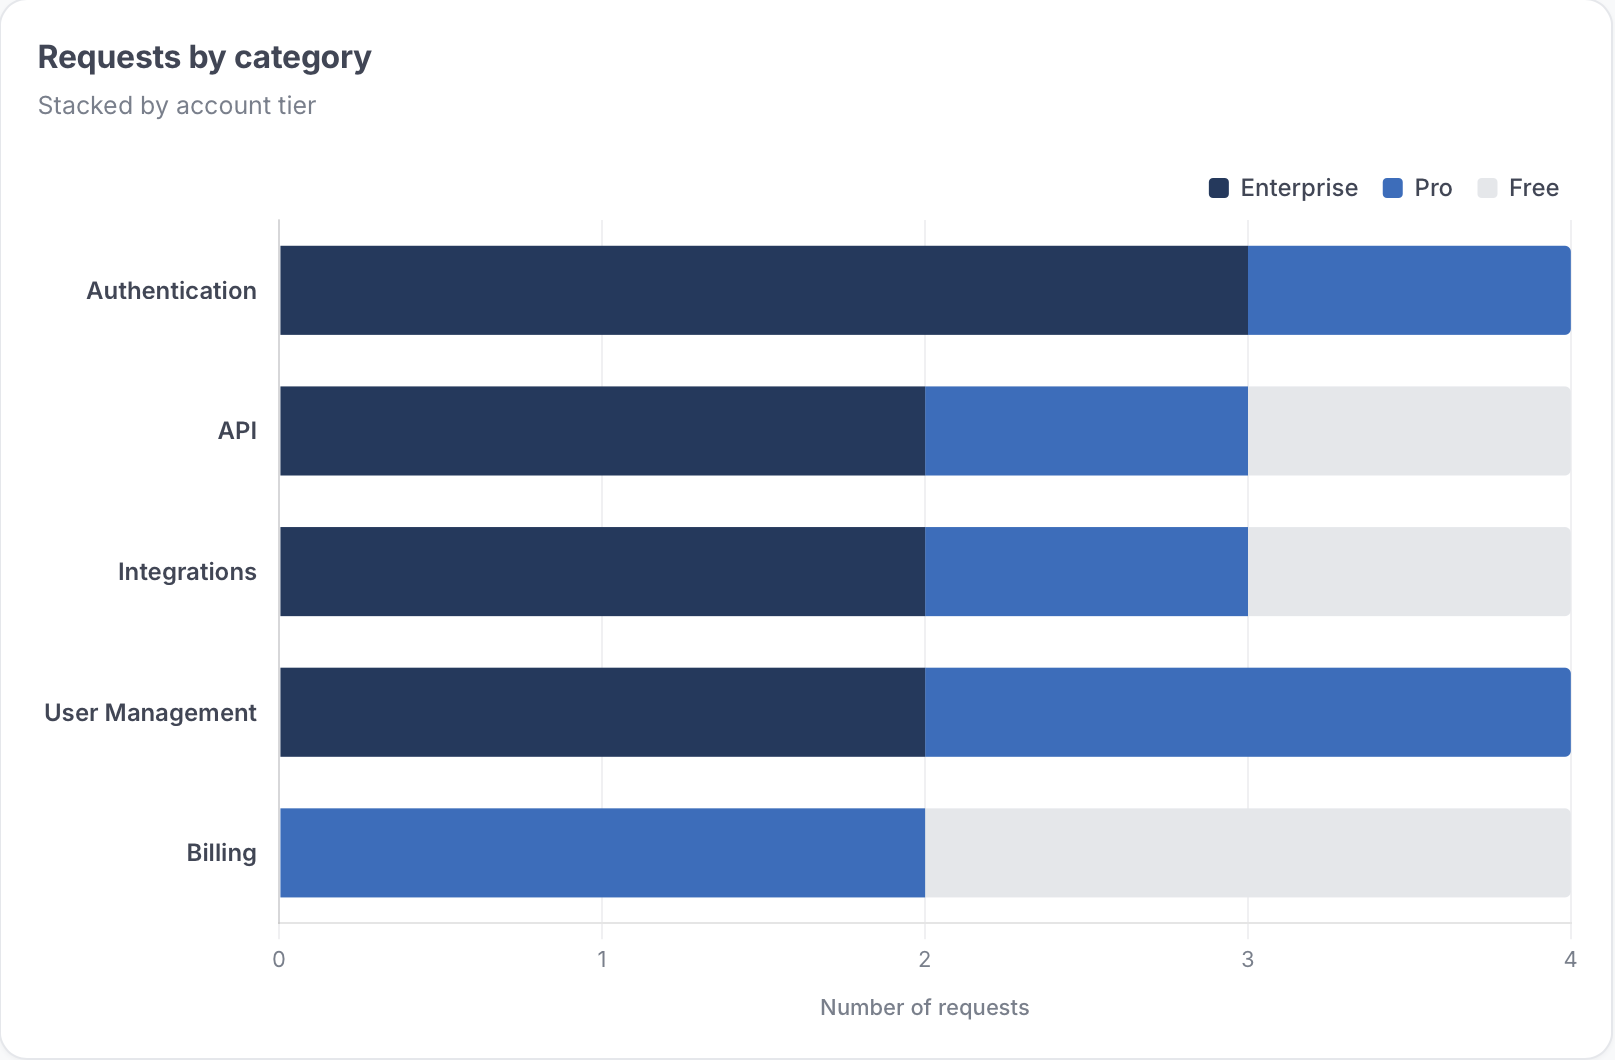 Requests by category
Stacked by account tier
Enterprise Pro Free
Authentication
API
Integrations
User Management
Billing
0 1 2 3 4
Number of requests